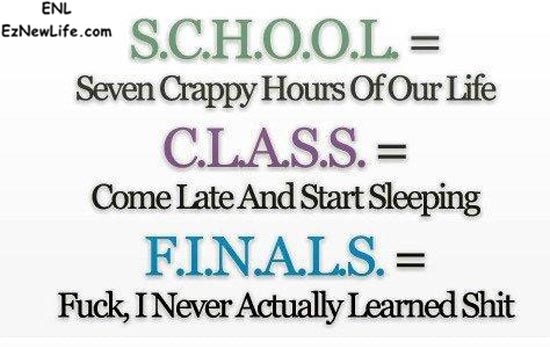 ENL
EzNewLife.com
S.C.H.O.O.L. =
Seven Crappy Hours Of Our Life
C.L.A.S.S. =
Come Late And Start Sleeping
F.I.N.A.L.S. =
Fuck, I Never Actually Learned Shit